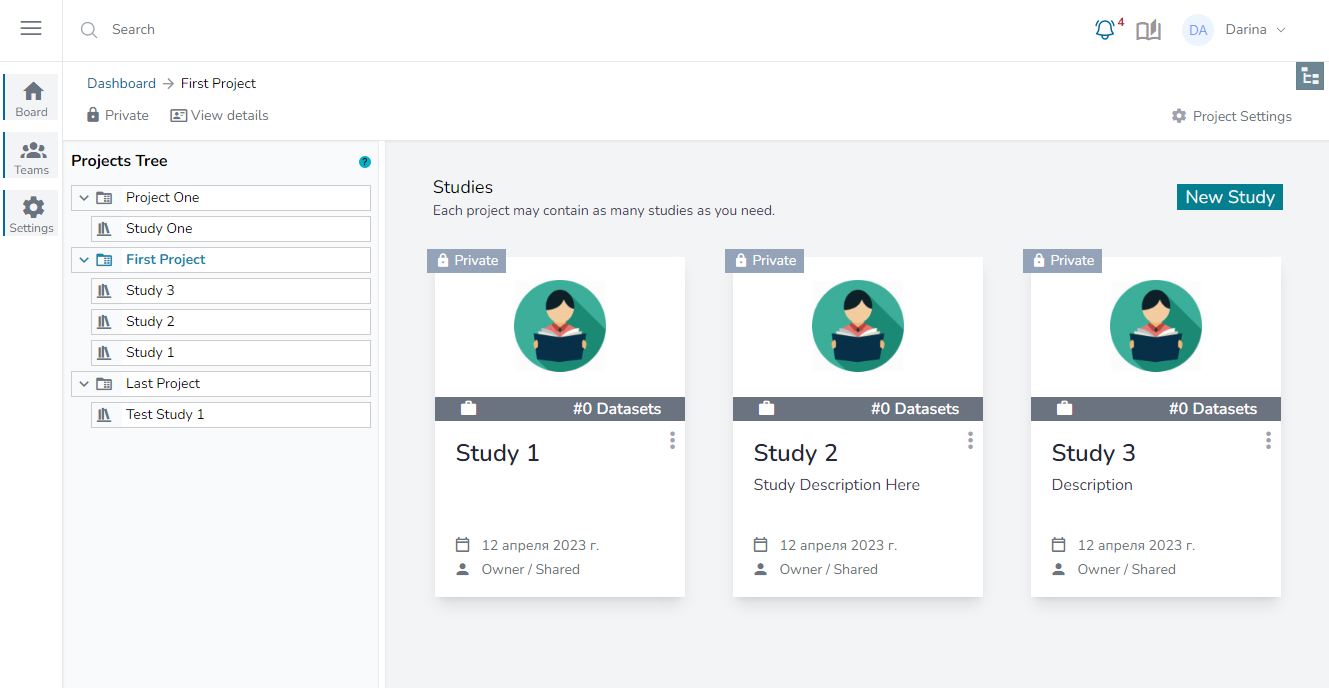 Search
4
DA
Darina
Board
Teams
Settings
Dashboard → First Project
Private
View details
Project Settings
Projects Tree
?
Project One
Study One
First Project
Study 3
Study 2
Study 1
Last Project
Test Study 1
Studies
Each project may contain as many studies as you need.
New Study
Private
#0 Datasets
Study 1
12 апреля 2023 г.
Owner / Shared
Private
#0 Datasets
Study 2
Study Description Here
12 апреля 2023 г.
Owner / Shared
Private
#0 Datasets
Study 3
Description
12 апреля 2023 г.
Owner / Shared